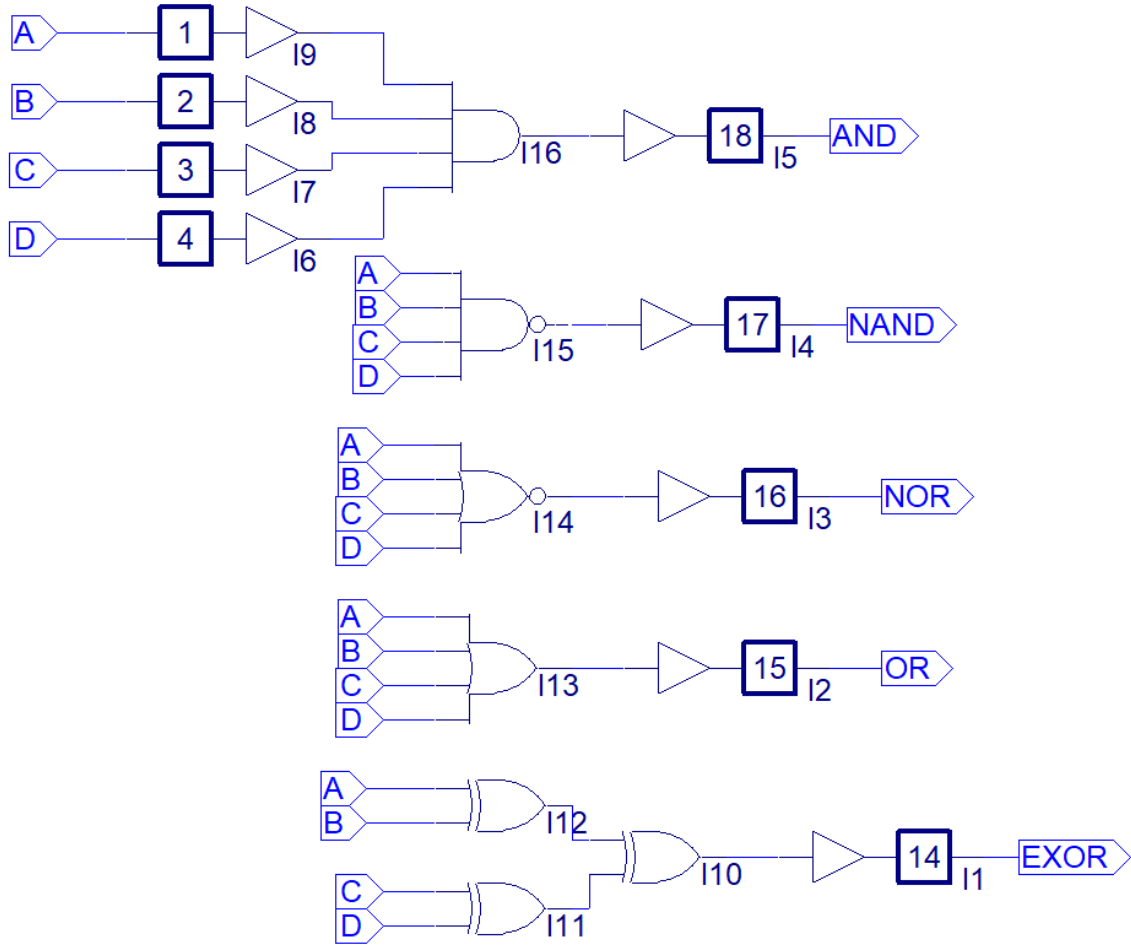 A 1 I9
B 2 I8
C 3 I7
D 4 I6
I16 18 I5 AND
A
B
C
D
I15 17 I4 NAND
A
B
C
D
I14 16 I3 NOR
A
B
C
D
I13 15 I2 OR
A
B
I12
I10 14 I1 EXOR
C
D
I11